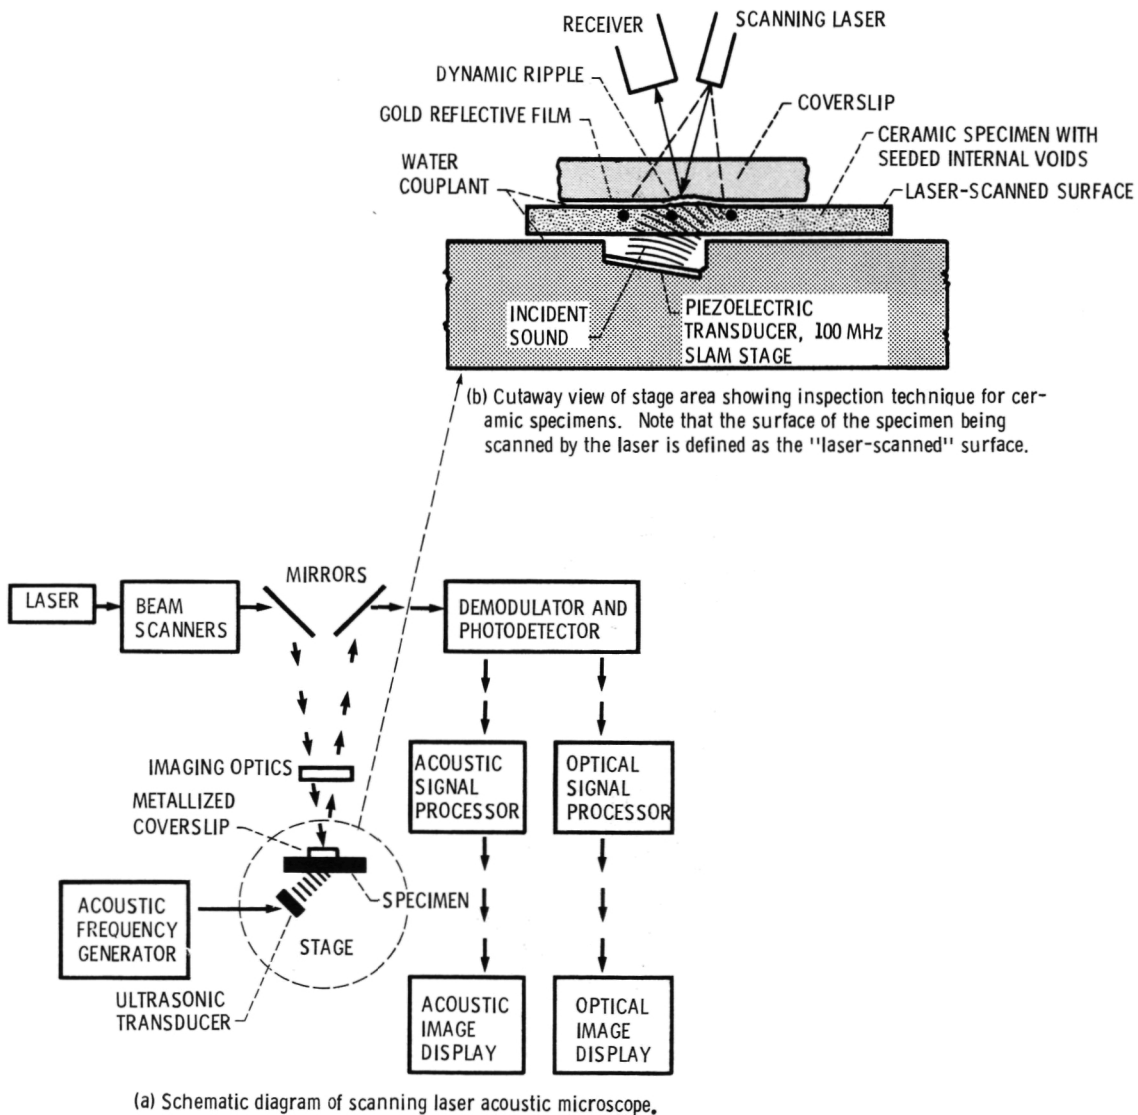 RECEIVER
SCANNING LASER
DYNAMIC RIPPLE
GOLD REFLECTIVE FILM
COVERSLIP
WATER
COUPLANT
CERAMIC SPECIMEN WITH
SEEDED INTERNAL VOIDS
LASER-SCANNED SURFACE
INCIDENT
SOUND
PIEZOELECTRIC
TRANSDUCER, 100 MHz
SLAM STAGE
(b) Cutaway view of stage area showing inspection technique for cer-
amic specimens. Note that the surface of the specimen being
scanned by the laser is defined as the "laser-scanned" surface.
LASER
BEAM
SCANNERS
MIRRORS
DEMODULATOR AND
PHOTODETECTOR
IMAGING OPTICS
METALLIZED
COVERSLIP
ACOUSTIC
SIGNAL
PROCESSOR
OPTICAL
SIGNAL
PROCESSOR
SPECIMEN
ACOUSTIC
FREQUENCY
GENERATOR
STAGE
ULTRASONIC
TRANSDUCER
ACOUSTIC
IMAGE
DISPLAY
OPTICAL
IMAGE
DISPLAY
(a) Schematic diagram of scanning laser acoustic microscope.